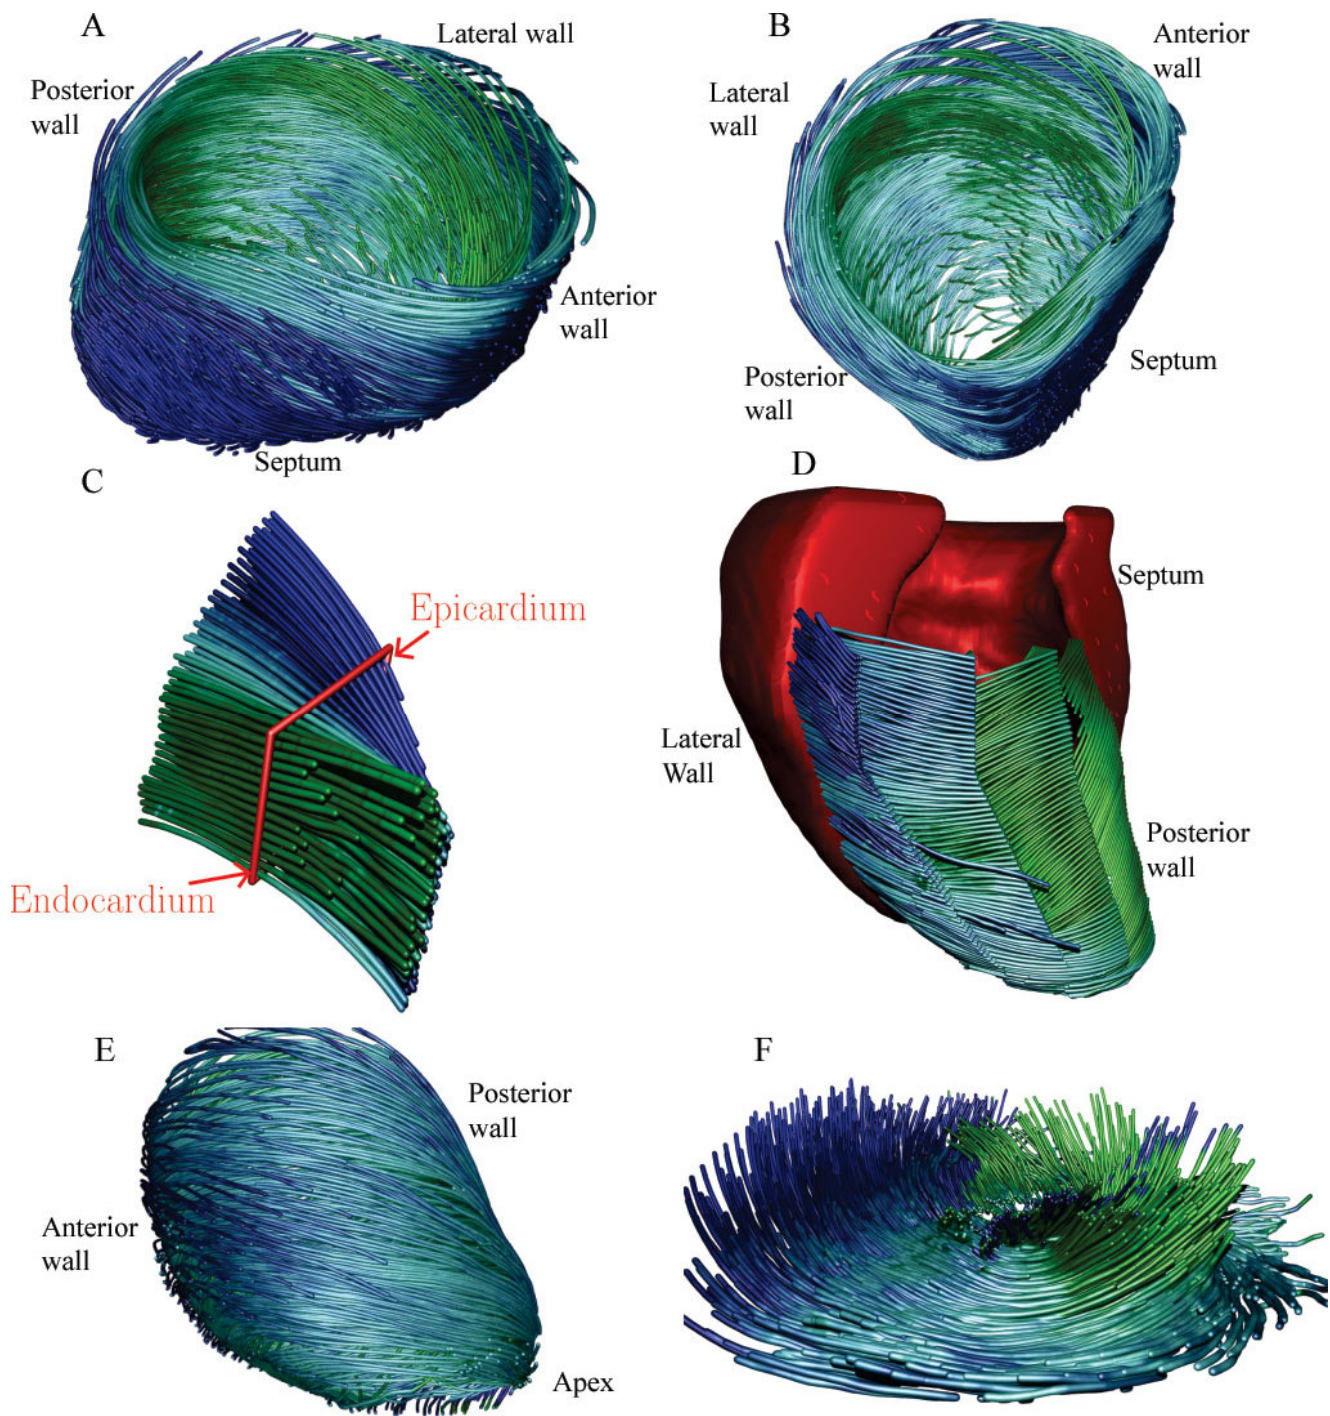 A
Lateral wall
Posterior
wall
Anterior
wall
Septum
B
Anterior
wall
Lateral
wall
Posterior
wall
Septum
C
Epicardium
Endocardium
D
Septum
Lateral
Wall
Posterior
wall
E
Posterior
wall
Anterior
wall
Apex
F